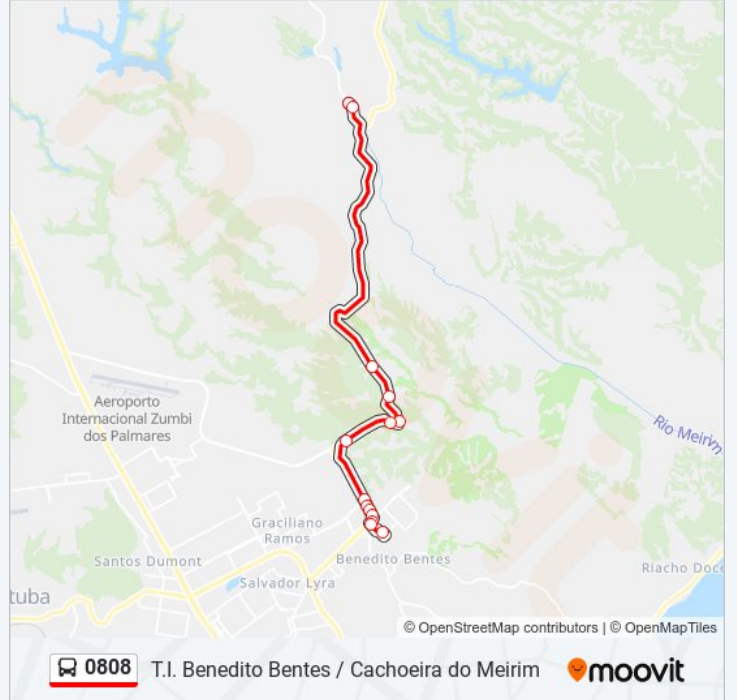 Aeroporto
Internacional Zumbi
dos Palmares
Rio Meirim
Graciliano
Ramos
Santos Dumont
Benedito Bentes
Salvador Lyra
Riacho Doce
tuba
© OpenStreetMap contributors | © OpenMapTiles
0808 T.I. Benedito Bentes / Cachoeira do Meirim
moovit